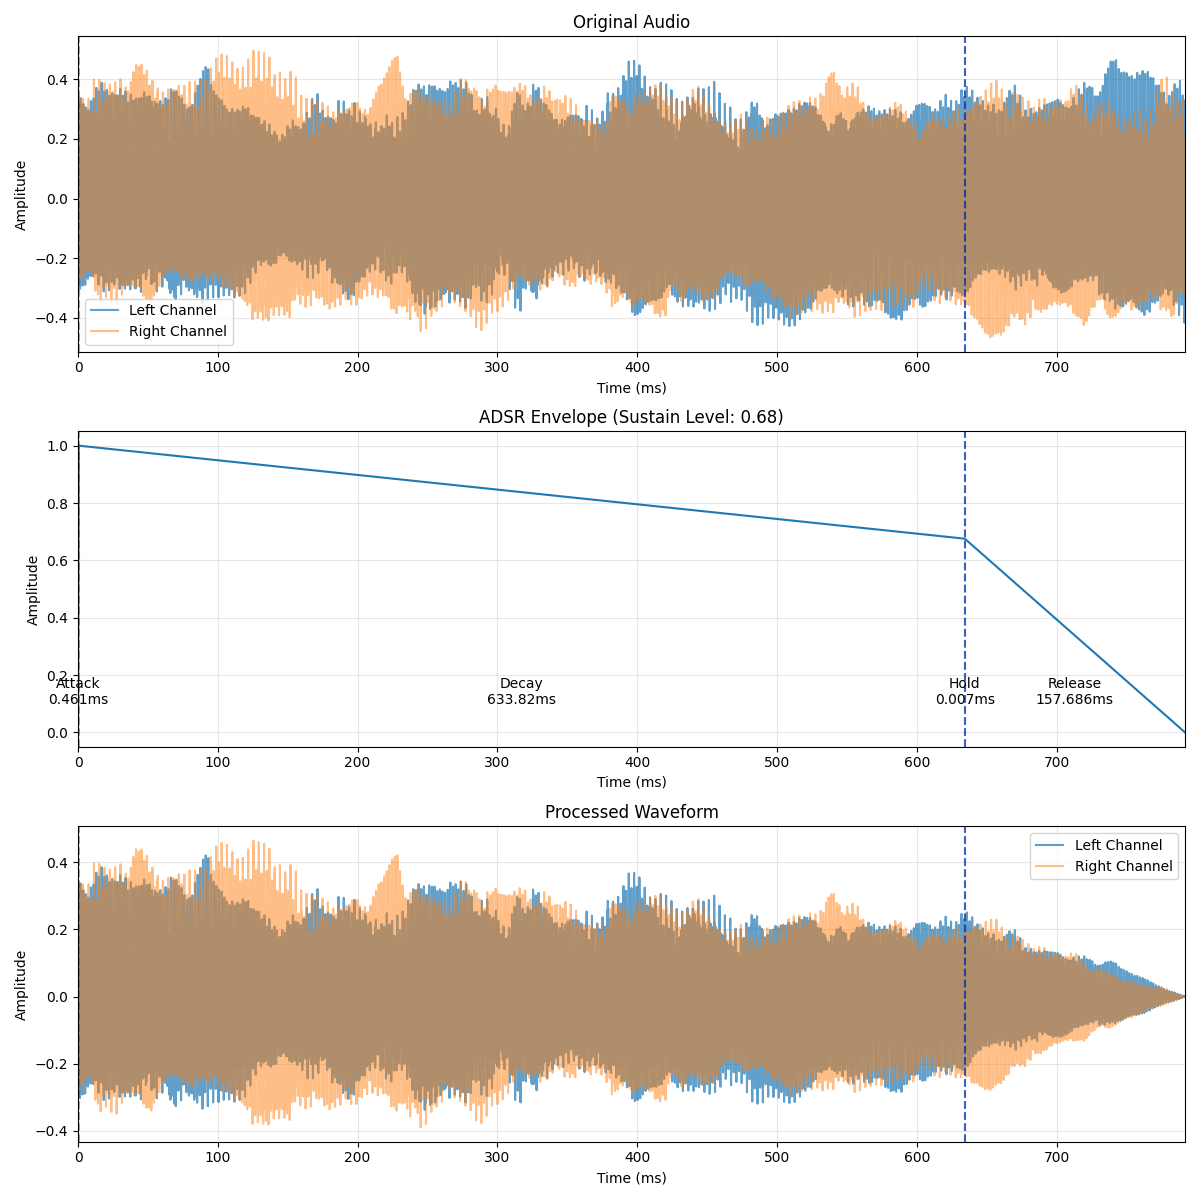 Original Audio
Amplitude
0.4
0.2
0.0
−0.2
−0.4
Left Channel
Right Channel
0 100 200 300 400 500 600 700
Time (ms)
ADSR Envelope (Sustain Level: 0.68)
Amplitude
1.0
0.8
0.6
0.4
0.2
0.0
Attack
0.461ms
Decay
633.82ms
Hold
0.007ms
Release
157.686ms
0 100 200 300 400 500 600 700
Time (ms)
Processed Waveform
Amplitude
0.4
0.2
0.0
−0.2
−0.4
Left Channel
Right Channel
0 100 200 300 400 500 600 700
Time (ms)